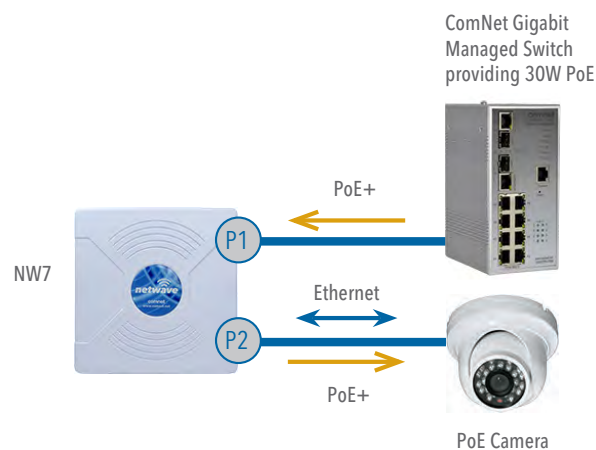 ComNet Gigabit
Managed Switch
providing 30W PoE
PoE+
P1
NW7
netwave
Ethernet
P2
PoE+
PoE Camera